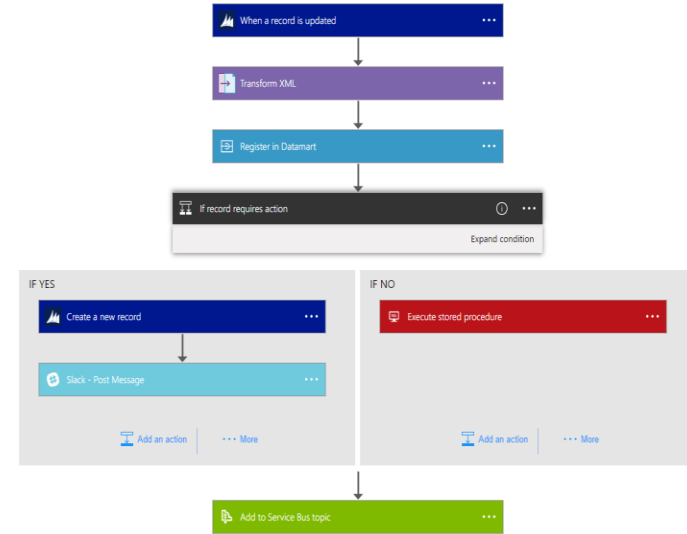 When a record is updated
Transform XML
Register in Datamart
If record requires action
Expand condition
IF YES
Create a new record
Slack - Post Message
Add an action
More
IF NO
Execute stored procedure
Add an action
More
Add to Service Bus topic